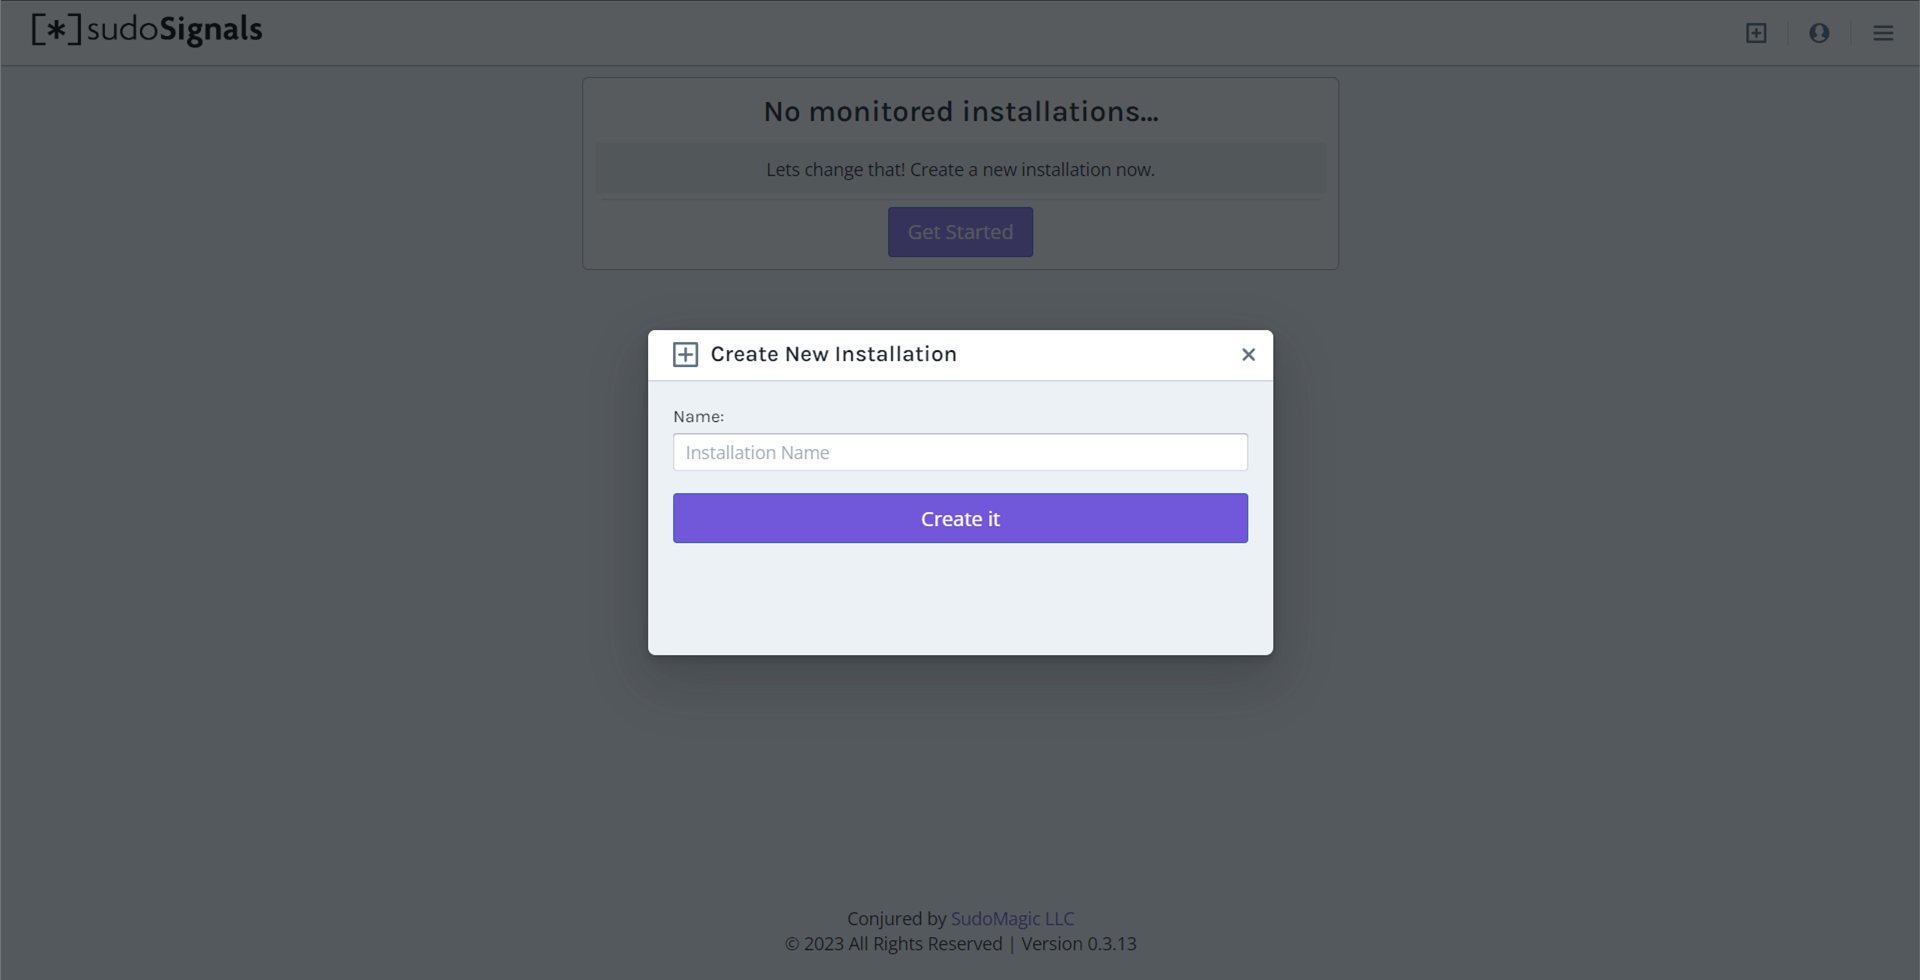 [*]sudoSignals
No monitored installations...
Lets change that! Create a new installation now.
Get Started
Create New Installation
Name:
Installation Name
Create it
Conjured by SudoMagic LLC
© 2023 All Rights Reserved | Version 0.3.13